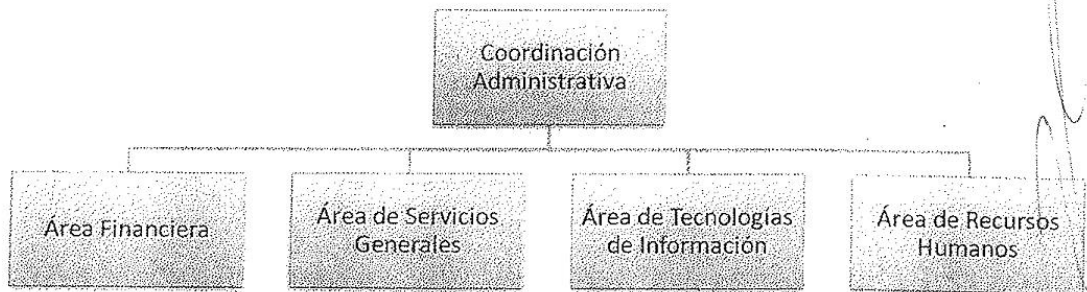 Coordinación
Administrativa
Área Financiera
Área de Servicios
Generales
Área de Tecnologías
de Información
Área de Recursos
Humanos